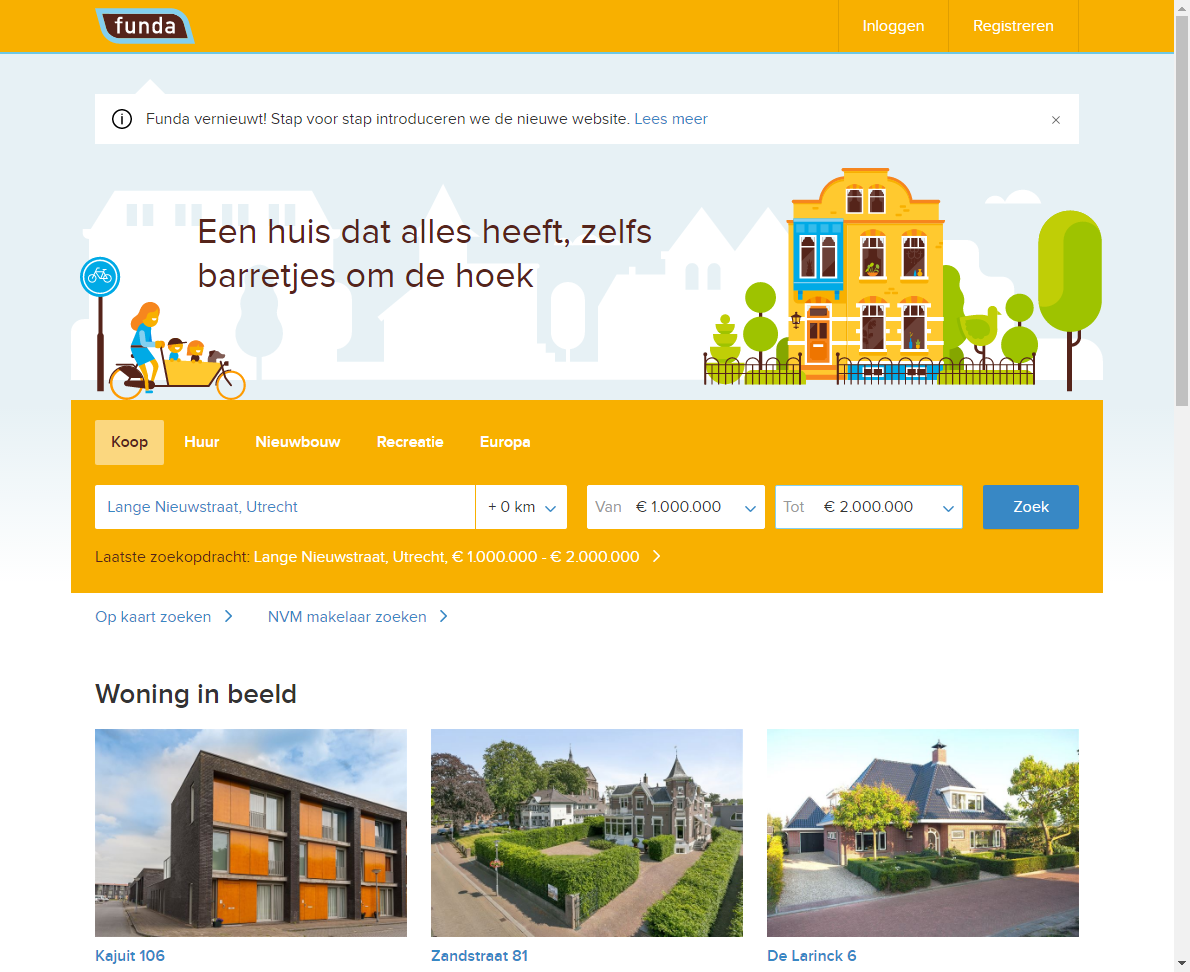 funda
Inloggen
Registreren
Funda vernieuwt! Stap voor stap introduceren we de nieuwe website. Lees meer
Een huis dat alles heeft, zelfs
barretjes om de hoek
Koop
Huur
Nieuwbouw
Recreatie
Europa
Lange Nieuwstraat, Utrecht
+ 0 km
Van € 1.000.000
Tot € 2.000.000
Zoek
Laatste zoekopdracht: Lange Nieuwstraat, Utrecht, € 1.000.000 - € 2.000.000
Op kaart zoeken
NVM makelaar zoeken
Woning in beeld
Kajuit 106
Zandstraat 81
De Larinck 6